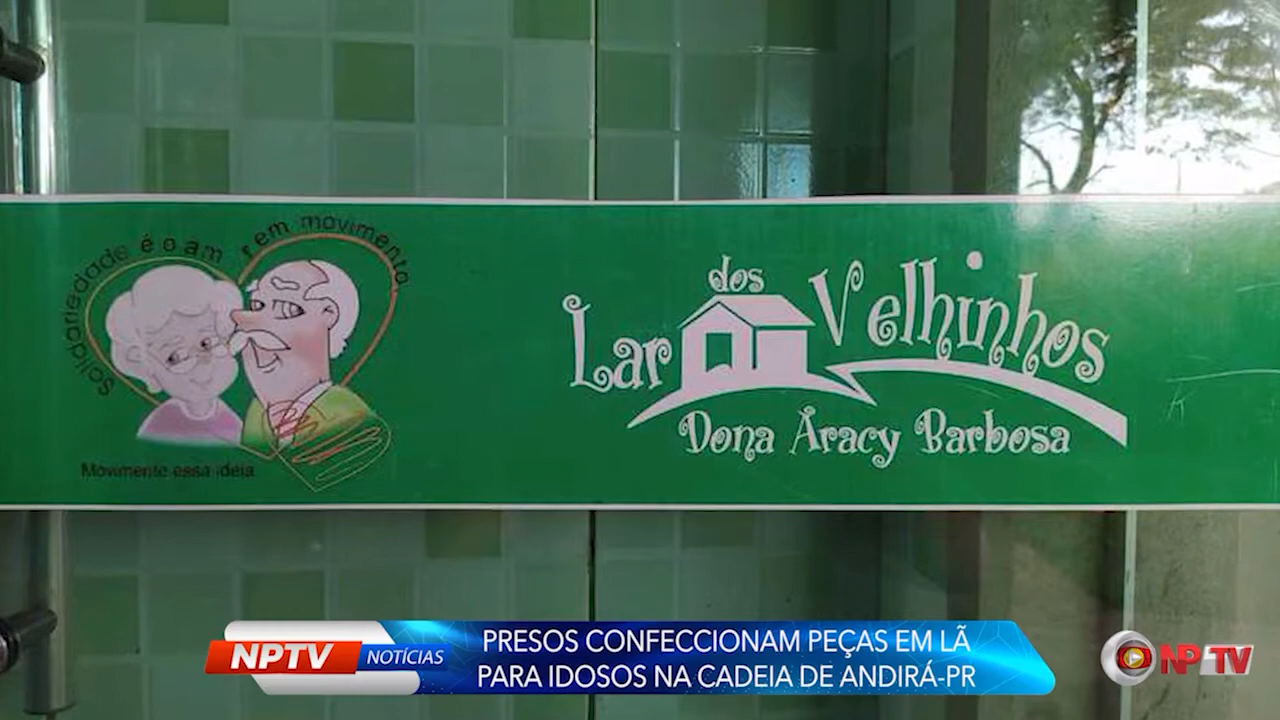 Solidariedade é o amor em movimento
Movimente essa ideia
Lar dos Velhinhos
Dona Aracy Barbosa
NPTV NOTÍCIAS
PRESOS CONFECCIONAM PEÇAS EM LÃ
PARA IDOSOS NA CADEIA DE ANDIRÁ-PR
NPTV